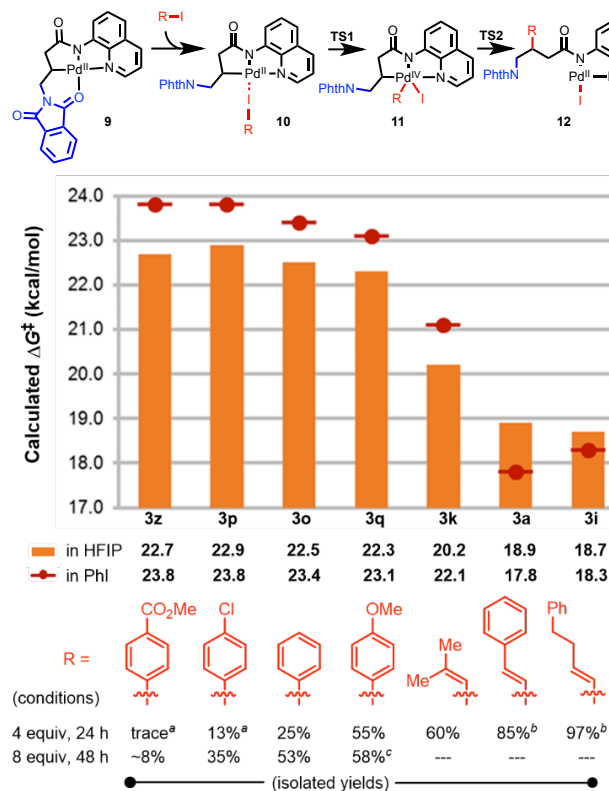 R–I
O
N
Pd^II
N
N
O
O
9
O
N
PhthN
Pd^II
N
I
R
10
TS1
O
N
PhthN
Pd^IV
N
R
I
11
TS2
R
O
PhthN
N
Pd^II
I
12
Calculated ΔG‡ (kcal/mol)
24.0
23.0
22.0
21.0
20.0
19.0
18.0
17.0
3z 3p 3o 3q 3k 3a 3i
in HFIP 22.7 22.9 22.5 22.3 20.2 18.9 18.7
in PhI 23.8 23.8 23.4 23.1 22.1 17.8 18.3
CO₂Me Cl OMe Me Me Ph
R =
(conditions)
4 equiv, 24 h trace^a 13%^a 25% 55% 60% 85%^b 97%^b
8 equiv, 48 h ~8% 35% 53% 58%^c --- --- ---
(isolated yields)